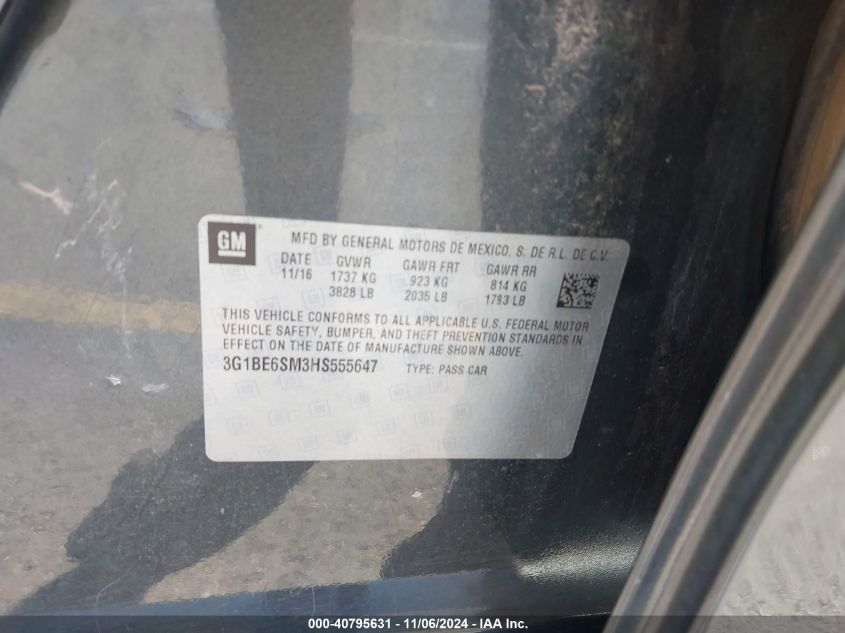 GM
MFD BY GENERAL MOTORS DE MEXICO, S. DE R.L. DE C.V.
DATE GVWR GAWR FRT GAWR RR
11/16 1737 KG 923 KG 814 KG
3828 LB 2035 LB 1793 LB
THIS VEHICLE CONFORMS TO ALL APPLICABLE U.S. FEDERAL MOTOR
VEHICLE SAFETY, BUMPER, AND THEFT PREVENTION STANDARDS IN
EFFECT ON THE DATE OF MANUFACTURE SHOWN ABOVE.
3G1BE6SM3HS555647 TYPE: PASS CAR
000-40795631 - 11/06/2024 - IAA Inc.